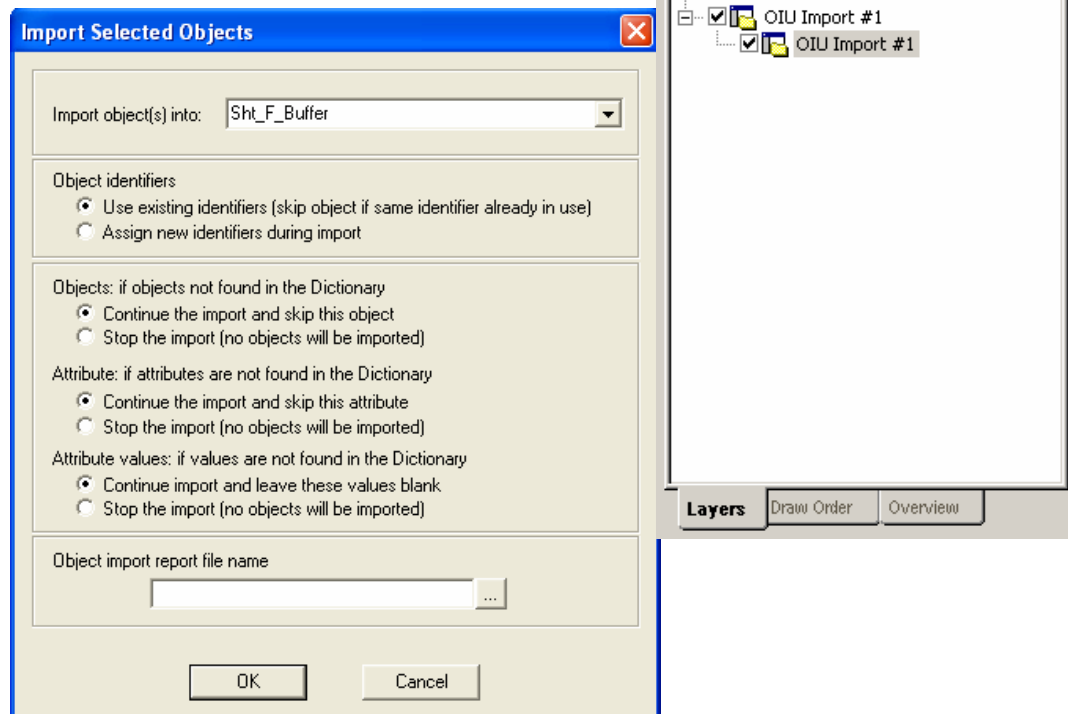 Import Selected Objects
Import object(s) into:
Sht_F_Buffer
Object identifiers
Use existing identifiers (skip object if same identifier already in use)
Assign new identifiers during import
Objects: if objects not found in the Dictionary
Continue the import and skip this object
Stop the import (no objects will be imported)
Attribute: if attributes are not found in the Dictionary
Continue the import and skip this attribute
Stop the import (no objects will be imported)
Attribute values: if values are not found in the Dictionary
Continue import and leave these values blank
Stop the import (no objects will be imported)
Object import report file name
...
OK
Cancel
OIU Import #1
OIU Import #1
Layers
Draw Order
Overview